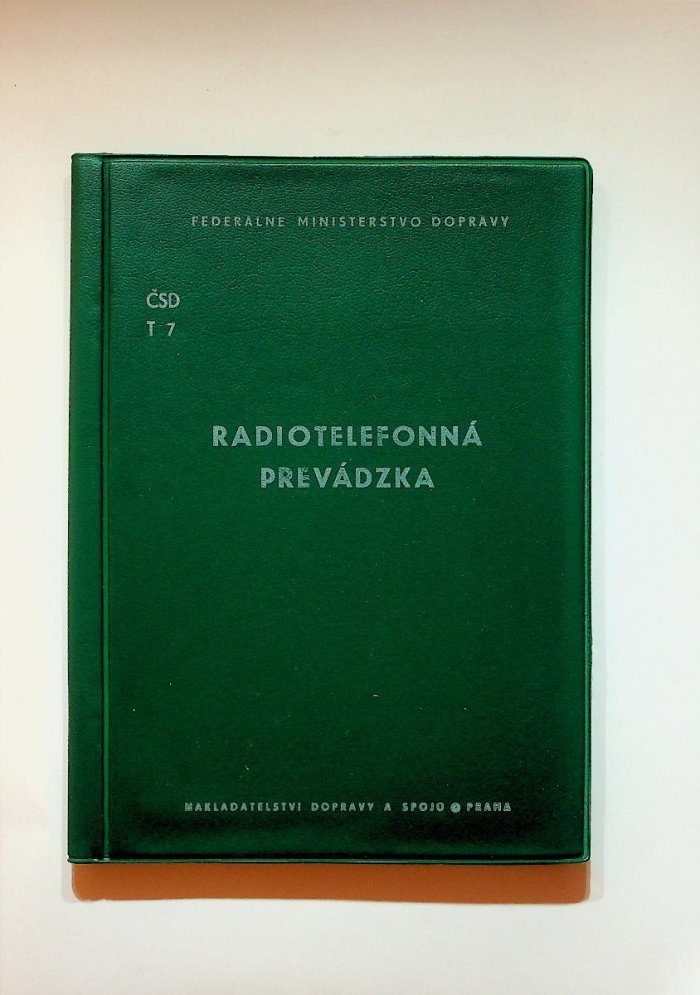 FEDERÁLNE MINISTERSTVO DOPRAVY
ČSD
T 7
RADIOTELEFONNÁ
PREVÁDZKA
NAKLADATELSTVÍ DOPRAVY A SPOJŮ PRAHA